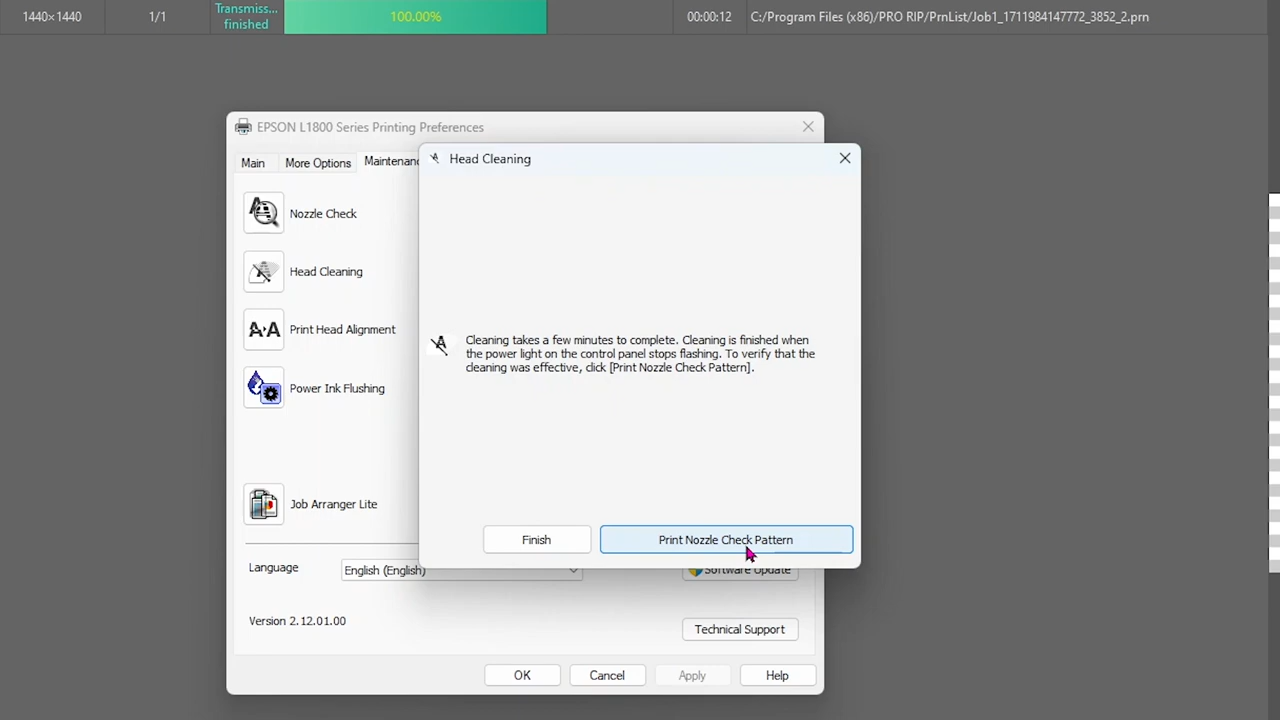 1440×1440
1/1
Transmiss...
finished
100.00%
00:00:12
C:/Program Files (x86)/PRO RIP/PrnList/Job1_1711984147772_3852_2.prn
EPSON L1800 Series Printing Preferences
Main
More Options
Maintenanc
Head Cleaning
Nozzle Check
Head Cleaning
Print Head Alignment
Power Ink Flushing
Job Arranger Lite
Cleaning takes a few minutes to complete. Cleaning is finished when
the power light on the control panel stops flashing. To verify that the
cleaning was effective, click [Print Nozzle Check Pattern].
Finish
Print Nozzle Check Pattern
Language
English (English)
Software Update
Version 2.12.01.00
Technical Support
OK
Cancel
Apply
Help